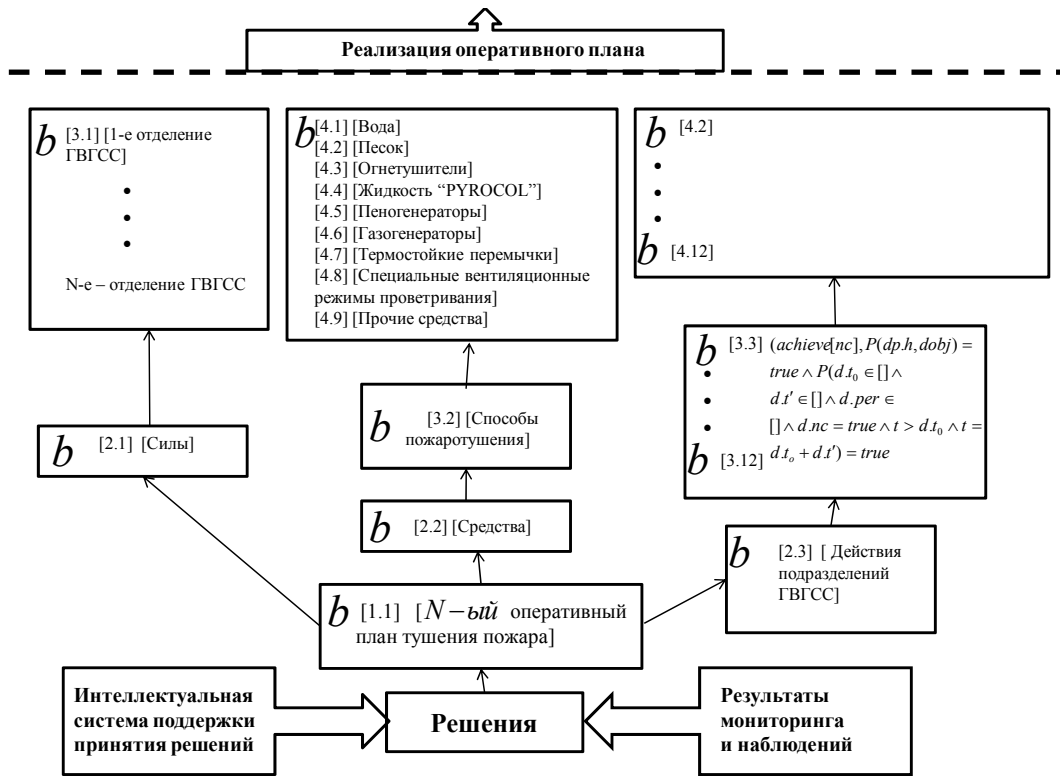 Реализация оперативного плана
b [3.1] [1-е отделение
ГВГСС]
•
•
•
N-е – отделение ГВГСС
b [4.1] [Вода]
[4.2] [Песок]
[4.3] [Огнетушители]
[4.4] [Жидкость “PYROCOL”]
[4.5] [Пеногенераторы]
[4.6] [Газогенераторы]
[4.7] [Термостойкие перемычки]
[4.8] [Специальные вентиляционные
режимы проветривания]
[4.9] [Прочие средства]
b [4.2]
•
•
•
b [4.12]
b [3.3] (achieve[nc], P(dp.h, dobj) =
• true ∧ P(d.t₀ ∈ [] ∧
• d.t′ ∈ [] ∧ d.per ∈
• [] ∧ d.nc = true ∧ t > d.t₀ ∧ t =
b [3.12] d.tₒ + d.t′) = true
b [2.1] [Силы]
b [3.2] [Способы
пожаротушения]
b [2.2] [Средства]
b [2.3] [ Действия
подразделений
ГВГСС]
b [1.1] [N – ый оперативный
план тушения пожара]
Интеллектуальная
система поддержки
принятия решений
Решения
Результаты
мониторинга
и наблюдений